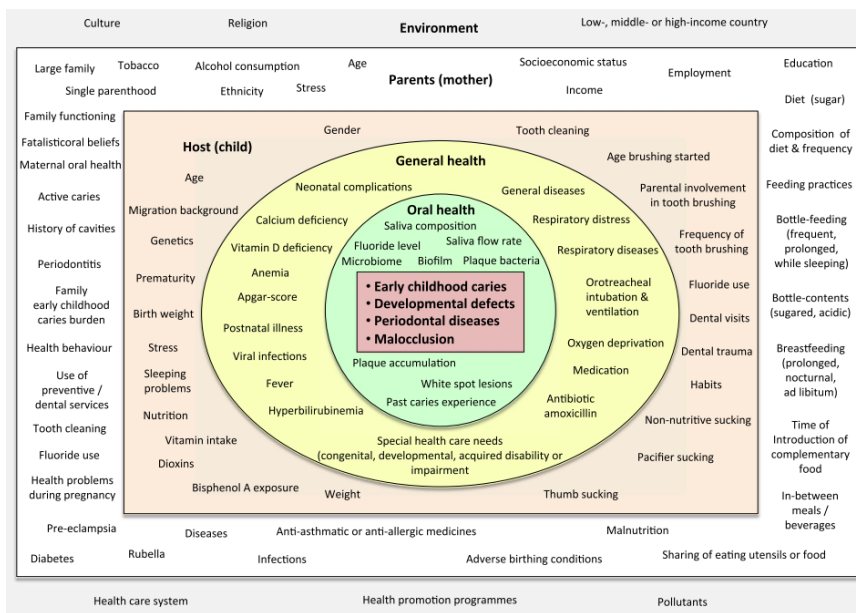 Culture
Religion
Environment
Low-, middle- or high-income country
Large family
Tobacco
Alcohol consumption
Age
Socioeconomic status
Employment
Education
Single parenthood
Ethnicity
Stress
Parents (mother)
Income
Diet (sugar)
Family functioning
Fatalisticoral beliefs
Maternal oral health
Active caries
History of cavities
Periodontitis
Family
early childhood
caries burden
Health behaviour
Use of
preventive /
dental services
Tooth cleaning
Fluoride use
Health problems
during pregnancy
Pre-eclampsia
Diabetes
Rubella
Diseases
Infections
Anti-asthmatic or anti-allergic medicines
Adverse birthing conditions
Malnutrition
Sharing of eating utensils or food
Composition of
diet & frequency
Feeding practices
Bottle-feeding
(frequent,
prolonged,
while sleeping)
Bottle-contents
(sugared, acidic)
Breastfeeding
(prolonged,
nocturnal,
ad libitum)
Time of
Introduction of
complementary
food
In-between
meals /
beverages
Host (child)
Gender
Tooth cleaning
Age brushing started
Age
Migration background
Genetics
Prematurity
Birth weight
Stress
Sleeping
problems
Nutrition
Vitamin intake
Dioxins
Bisphenol A exposure
Weight
Thumb sucking
Parental involvement
in tooth brushing
Frequency of
tooth brushing
Fluoride use
Dental visits
Dental trauma
Habits
Non-nutritive sucking
Pacifier sucking
General health
Neonatal complications
General diseases
Calcium deficiency
Respiratory distress
Vitamin D deficiency
Respiratory diseases
Anemia
Apgar-score
Postnatal illness
Viral infections
Fever
Hyperbilirubinemia
Orotreacheal
intubation &
ventilation
Oxygen deprivation
Medication
Antibiotic
amoxicillin
Special health care needs
(congenital, developmental, acquired disability or
impairment
Oral health
Saliva composition
Fluoride level
Saliva flow rate
Microbiome
Biofilm
Plaque bacteria
• Early childhood caries
• Developmental defects
• Periodontal diseases
• Malocclusion
Plaque accumulation
White spot lesions
Past caries experience
Health care system
Health promotion programmes
Pollutants